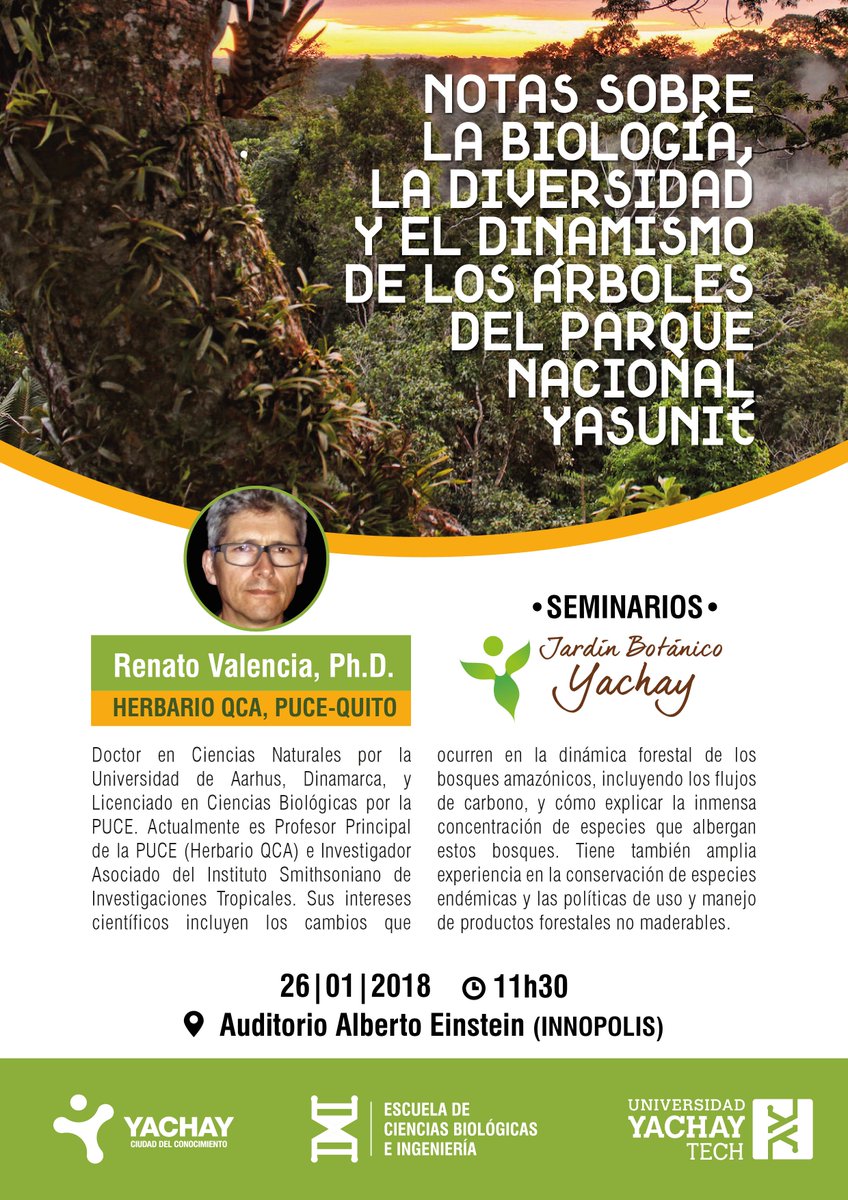 NOTAS SOBRE
LA BIOLOGÍA,
LA DIVERSIDAD
Y EL DINAMISMO
DE LOS ÁRBOLES
DEL PARQUE
NACIONAL
YASUNIť
•SEMINARIOS•
Jardín Botánico
Yachay
Renato Valencia, Ph.D.
HERBARIO QCA, PUCE-QUITO
Doctor en Ciencias Naturales por la
Universidad de Aarhus, Dinamarca, y
Licenciado en Ciencias Biológicas por la
PUCE. Actualmente es Profesor Principal
de la PUCE (Herbario QCA) e Investigador
Asociado del Instituto Smithsoniano de
Investigaciones Tropicales. Sus intereses
científicos incluyen los cambios que
ocurren en la dinámica forestal de los
bosques amazónicos, incluyendo los flujos
de carbono, y cómo explicar la inmensa
concentración de especies que albergan
estos bosques. Tiene también amplia
experiencia en la conservación de especies
endémicas y las políticas de uso y manejo
de productos forestales no maderables.
26|01|2018 11h30
Auditorio Alberto Einstein (INNOPOLIS)
YACHAY
CIUDAD DEL CONOCIMIENTO
ESCUELA DE
CIENCIAS BIOLÓGICAS
E INGENIERÍA
UNIVERSIDAD
YACHAY
TECH